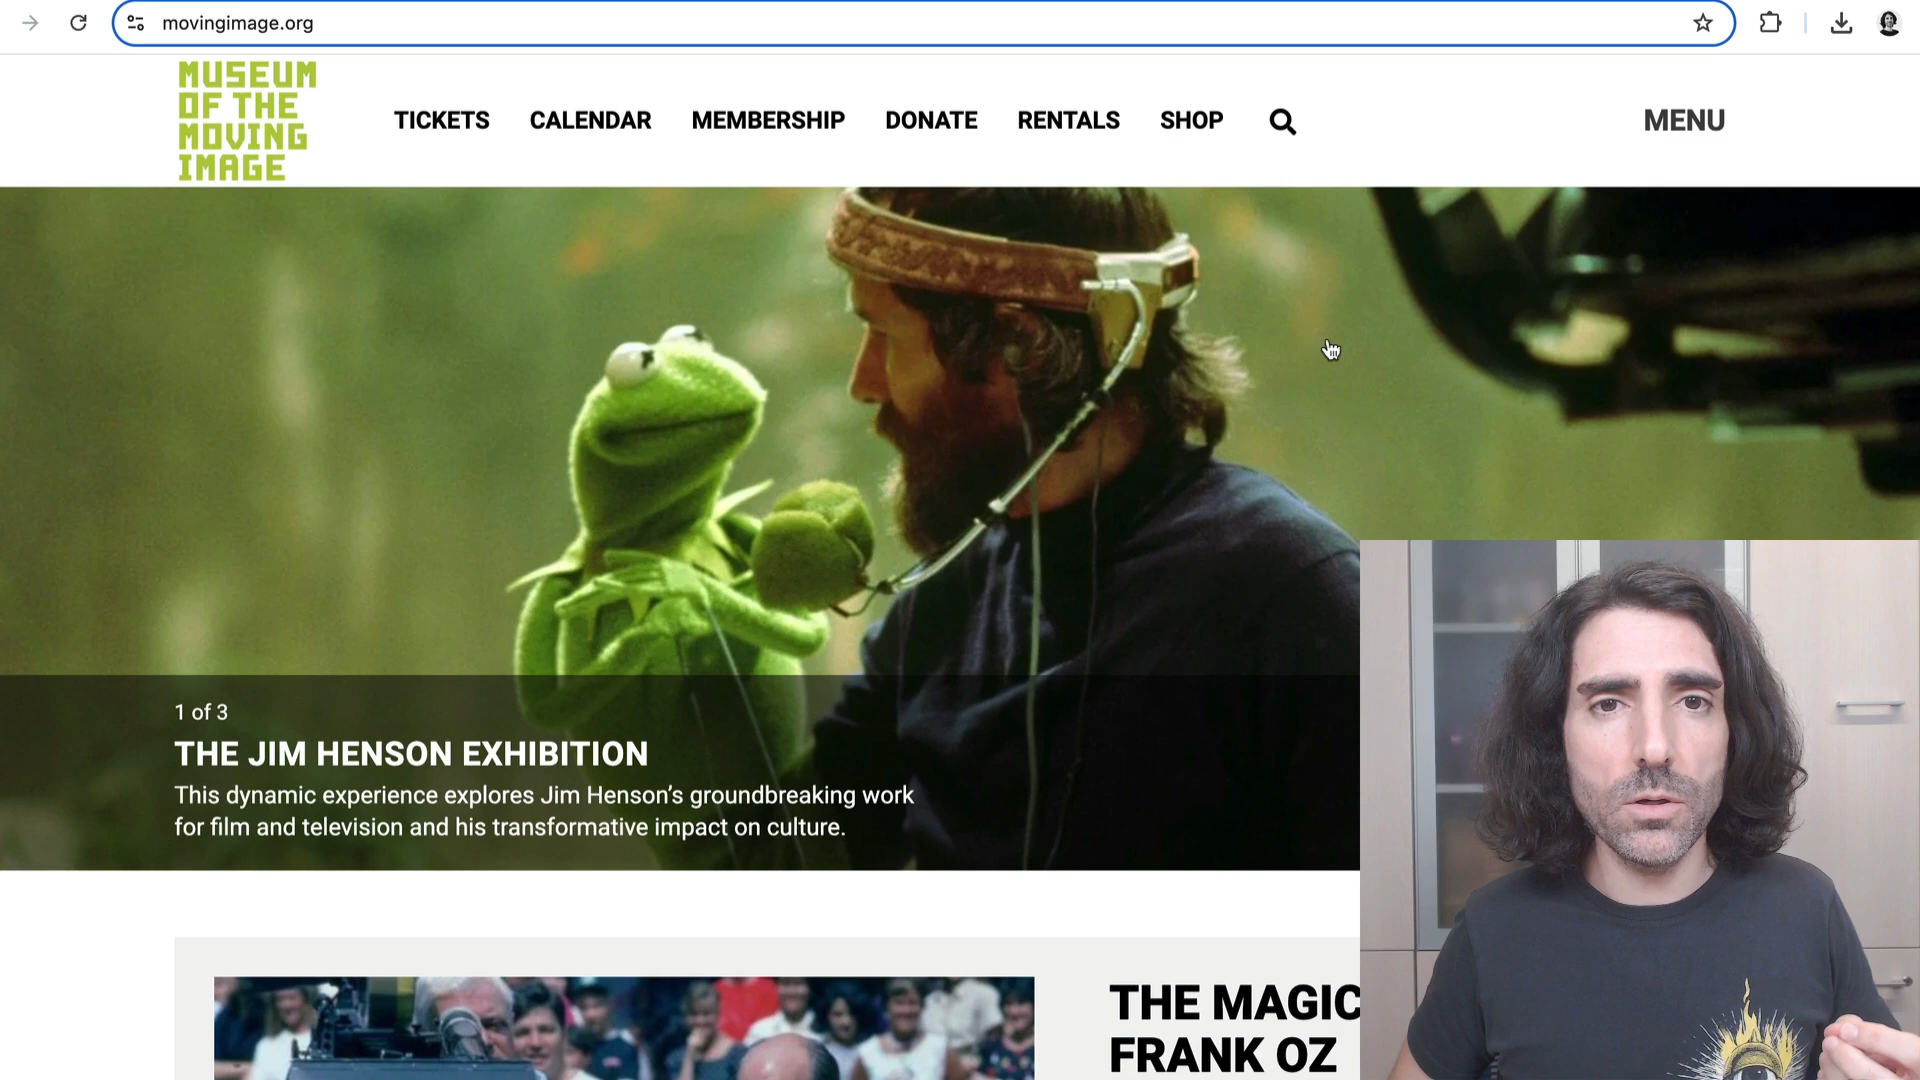 movingimage.org
MUSEUM
OF THE
MOVING
IMAGE
TICKETS CALENDAR MEMBERSHIP DONATE RENTALS SHOP
MENU
1 of 3
THE JIM HENSON EXHIBITION
This dynamic experience explores Jim Henson’s groundbreaking work
for film and television and his transformative impact on culture.
THE MAGIC
FRANK OZ